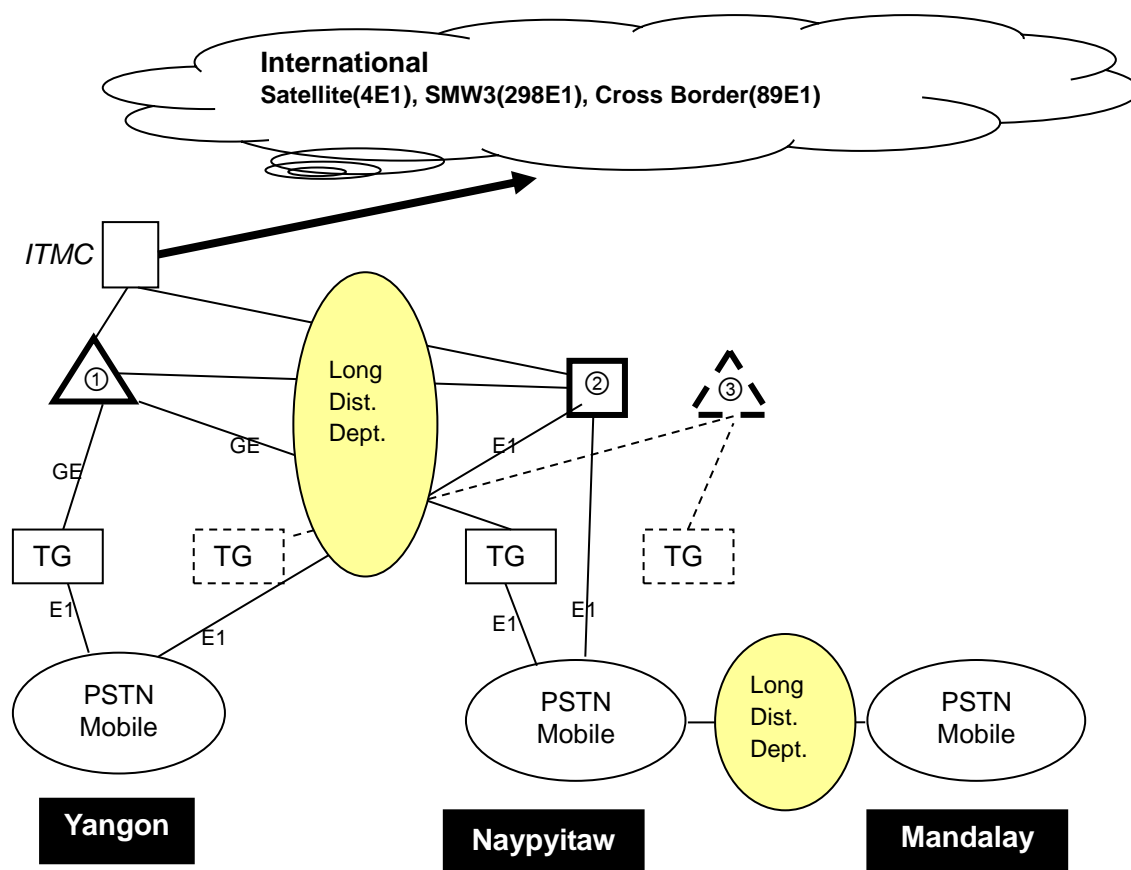 International
Satellite(4E1), SMW3(298E1), Cross Border(89E1)
ITMC
①
②
③
Long
Dist.
Dept.
GE
GE
E1
TG
TG
TG
TG
E1
E1
E1
E1
PSTN
Mobile
PSTN
Mobile
Long
Dist.
Dept.
PSTN
Mobile
Yangon
Naypyitaw
Mandalay